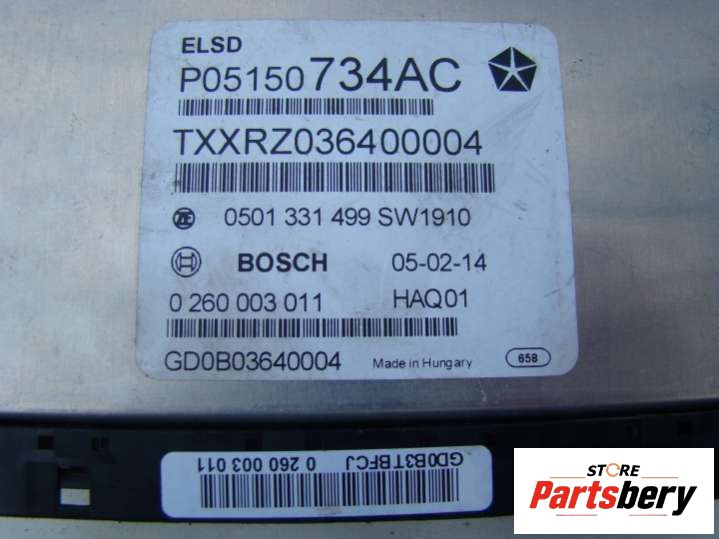 ELSD
P05150734AC
TXXRZ036400004
ZF 0501 331 499 SW1910
BOSCH 05-02-14
0 260 003 011 HAQ01
GD0B03640004 Made in Hungary 658
GD0B3TBFCJ 0 260 003 011
STORE
Partsbery